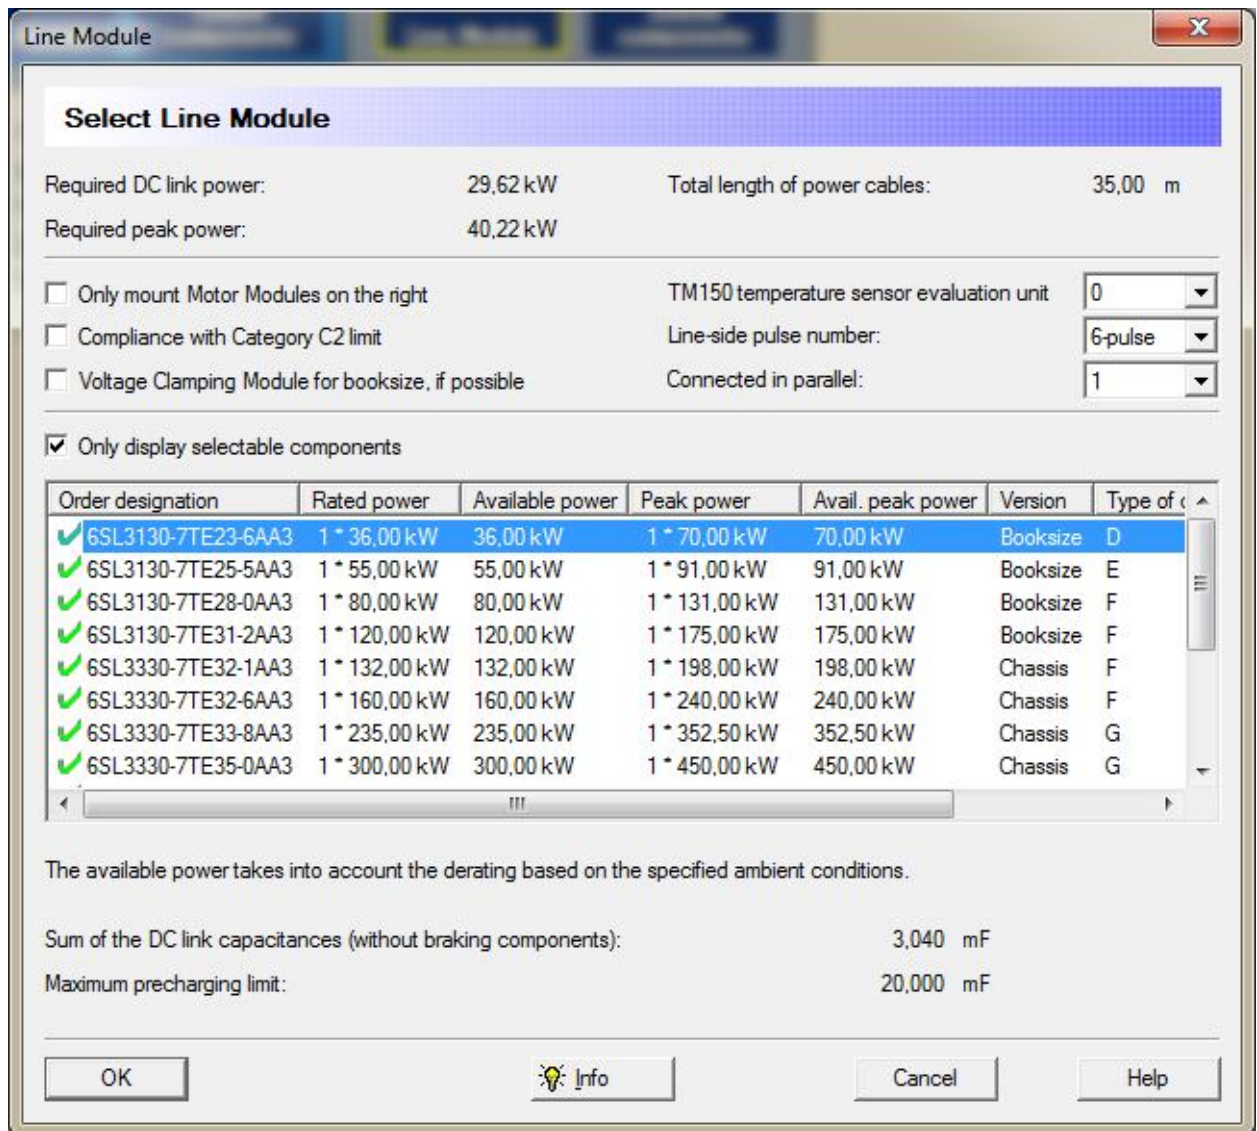 Line Module
Select Line Module
Required DC link power: 29,62 kW Total length of power cables: 35,00 m
Required peak power: 40,22 kW
Only mount Motor Modules on the right TM150 temperature sensor evaluation unit 0
Compliance with Category C2 limit Line-side pulse number: 6-pulse
Voltage Clamping Module for booksize, if possible Connected in parallel: 1
Only display selectable components
Order designation Rated power Available power Peak power Avail. peak power Version Type of
6SL3130-7TE23-6AA3 1 * 36,00 kW 36,00 kW 1 * 70,00 kW 70,00 kW Booksize D
6SL3130-7TE25-5AA3 1 * 55,00 kW 55,00 kW 1 * 91,00 kW 91,00 kW Booksize E
6SL3130-7TE28-0AA3 1 * 80,00 kW 80,00 kW 1 * 131,00 kW 131,00 kW Booksize F
6SL3130-7TE31-2AA3 1 * 120,00 kW 120,00 kW 1 * 175,00 kW 175,00 kW Booksize F
6SL3330-7TE32-1AA3 1 * 132,00 kW 132,00 kW 1 * 198,00 kW 198,00 kW Chassis F
6SL3330-7TE32-6AA3 1 * 160,00 kW 160,00 kW 1 * 240,00 kW 240,00 kW Chassis F
6SL3330-7TE33-8AA3 1 * 235,00 kW 235,00 kW 1 * 352,50 kW 352,50 kW Chassis G
6SL3330-7TE35-0AA3 1 * 300,00 kW 300,00 kW 1 * 450,00 kW 450,00 kW Chassis G
The available power takes into account the derating based on the specified ambient conditions.
Sum of the DC link capacitances (without braking components): 3,040 mF
Maximum precharging limit: 20,000 mF
OK Info Cancel Help